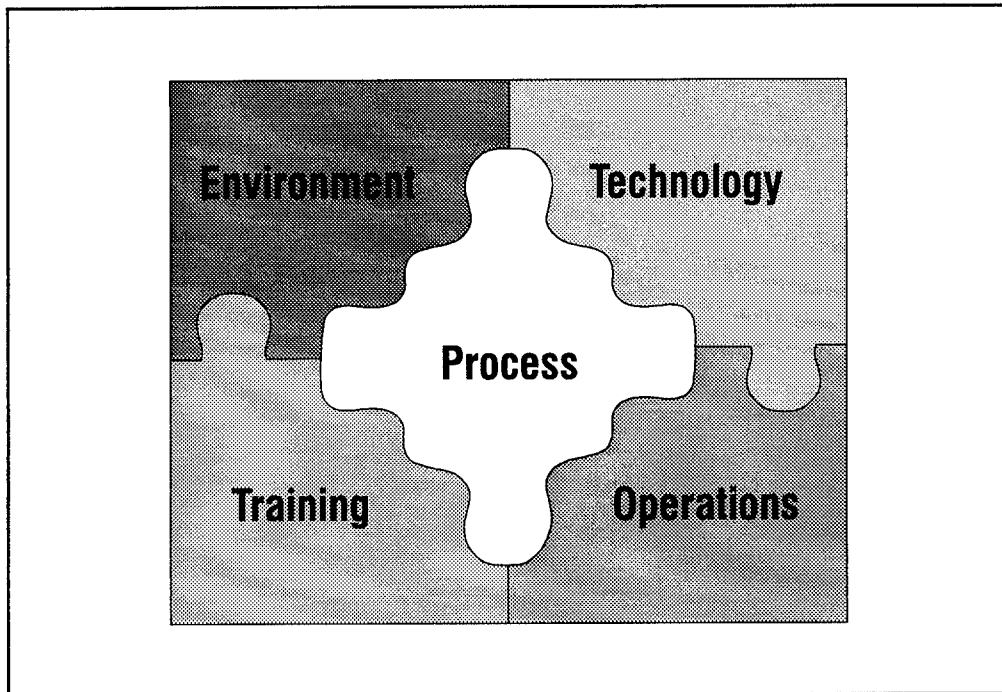 Environment
Technology
Process
Training
Operations